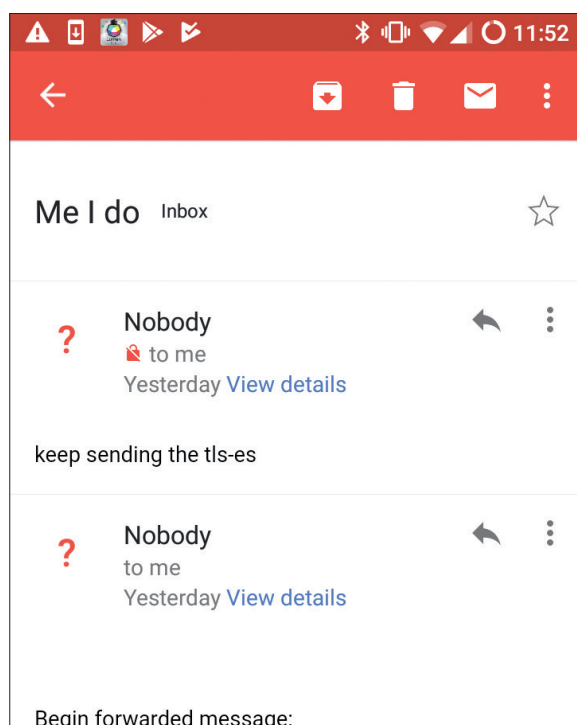 11:52
Me I do Inbox
?
Nobody
to me
Yesterday View details
keep sending the tls-es
?
Nobody
to me
Yesterday View details
Begin forwarded message: